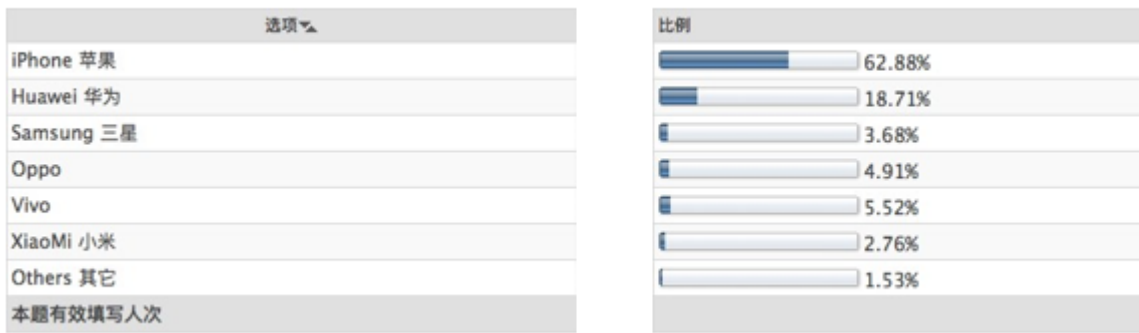 选项 比例
iPhone 苹果 62.88%
Huawei 华为 18.71%
Samsung 三星 3.68%
Oppo 4.91%
Vivo 5.52%
XiaoMi 小米 2.76%
Others 其它 1.53%
本题有效填写人次